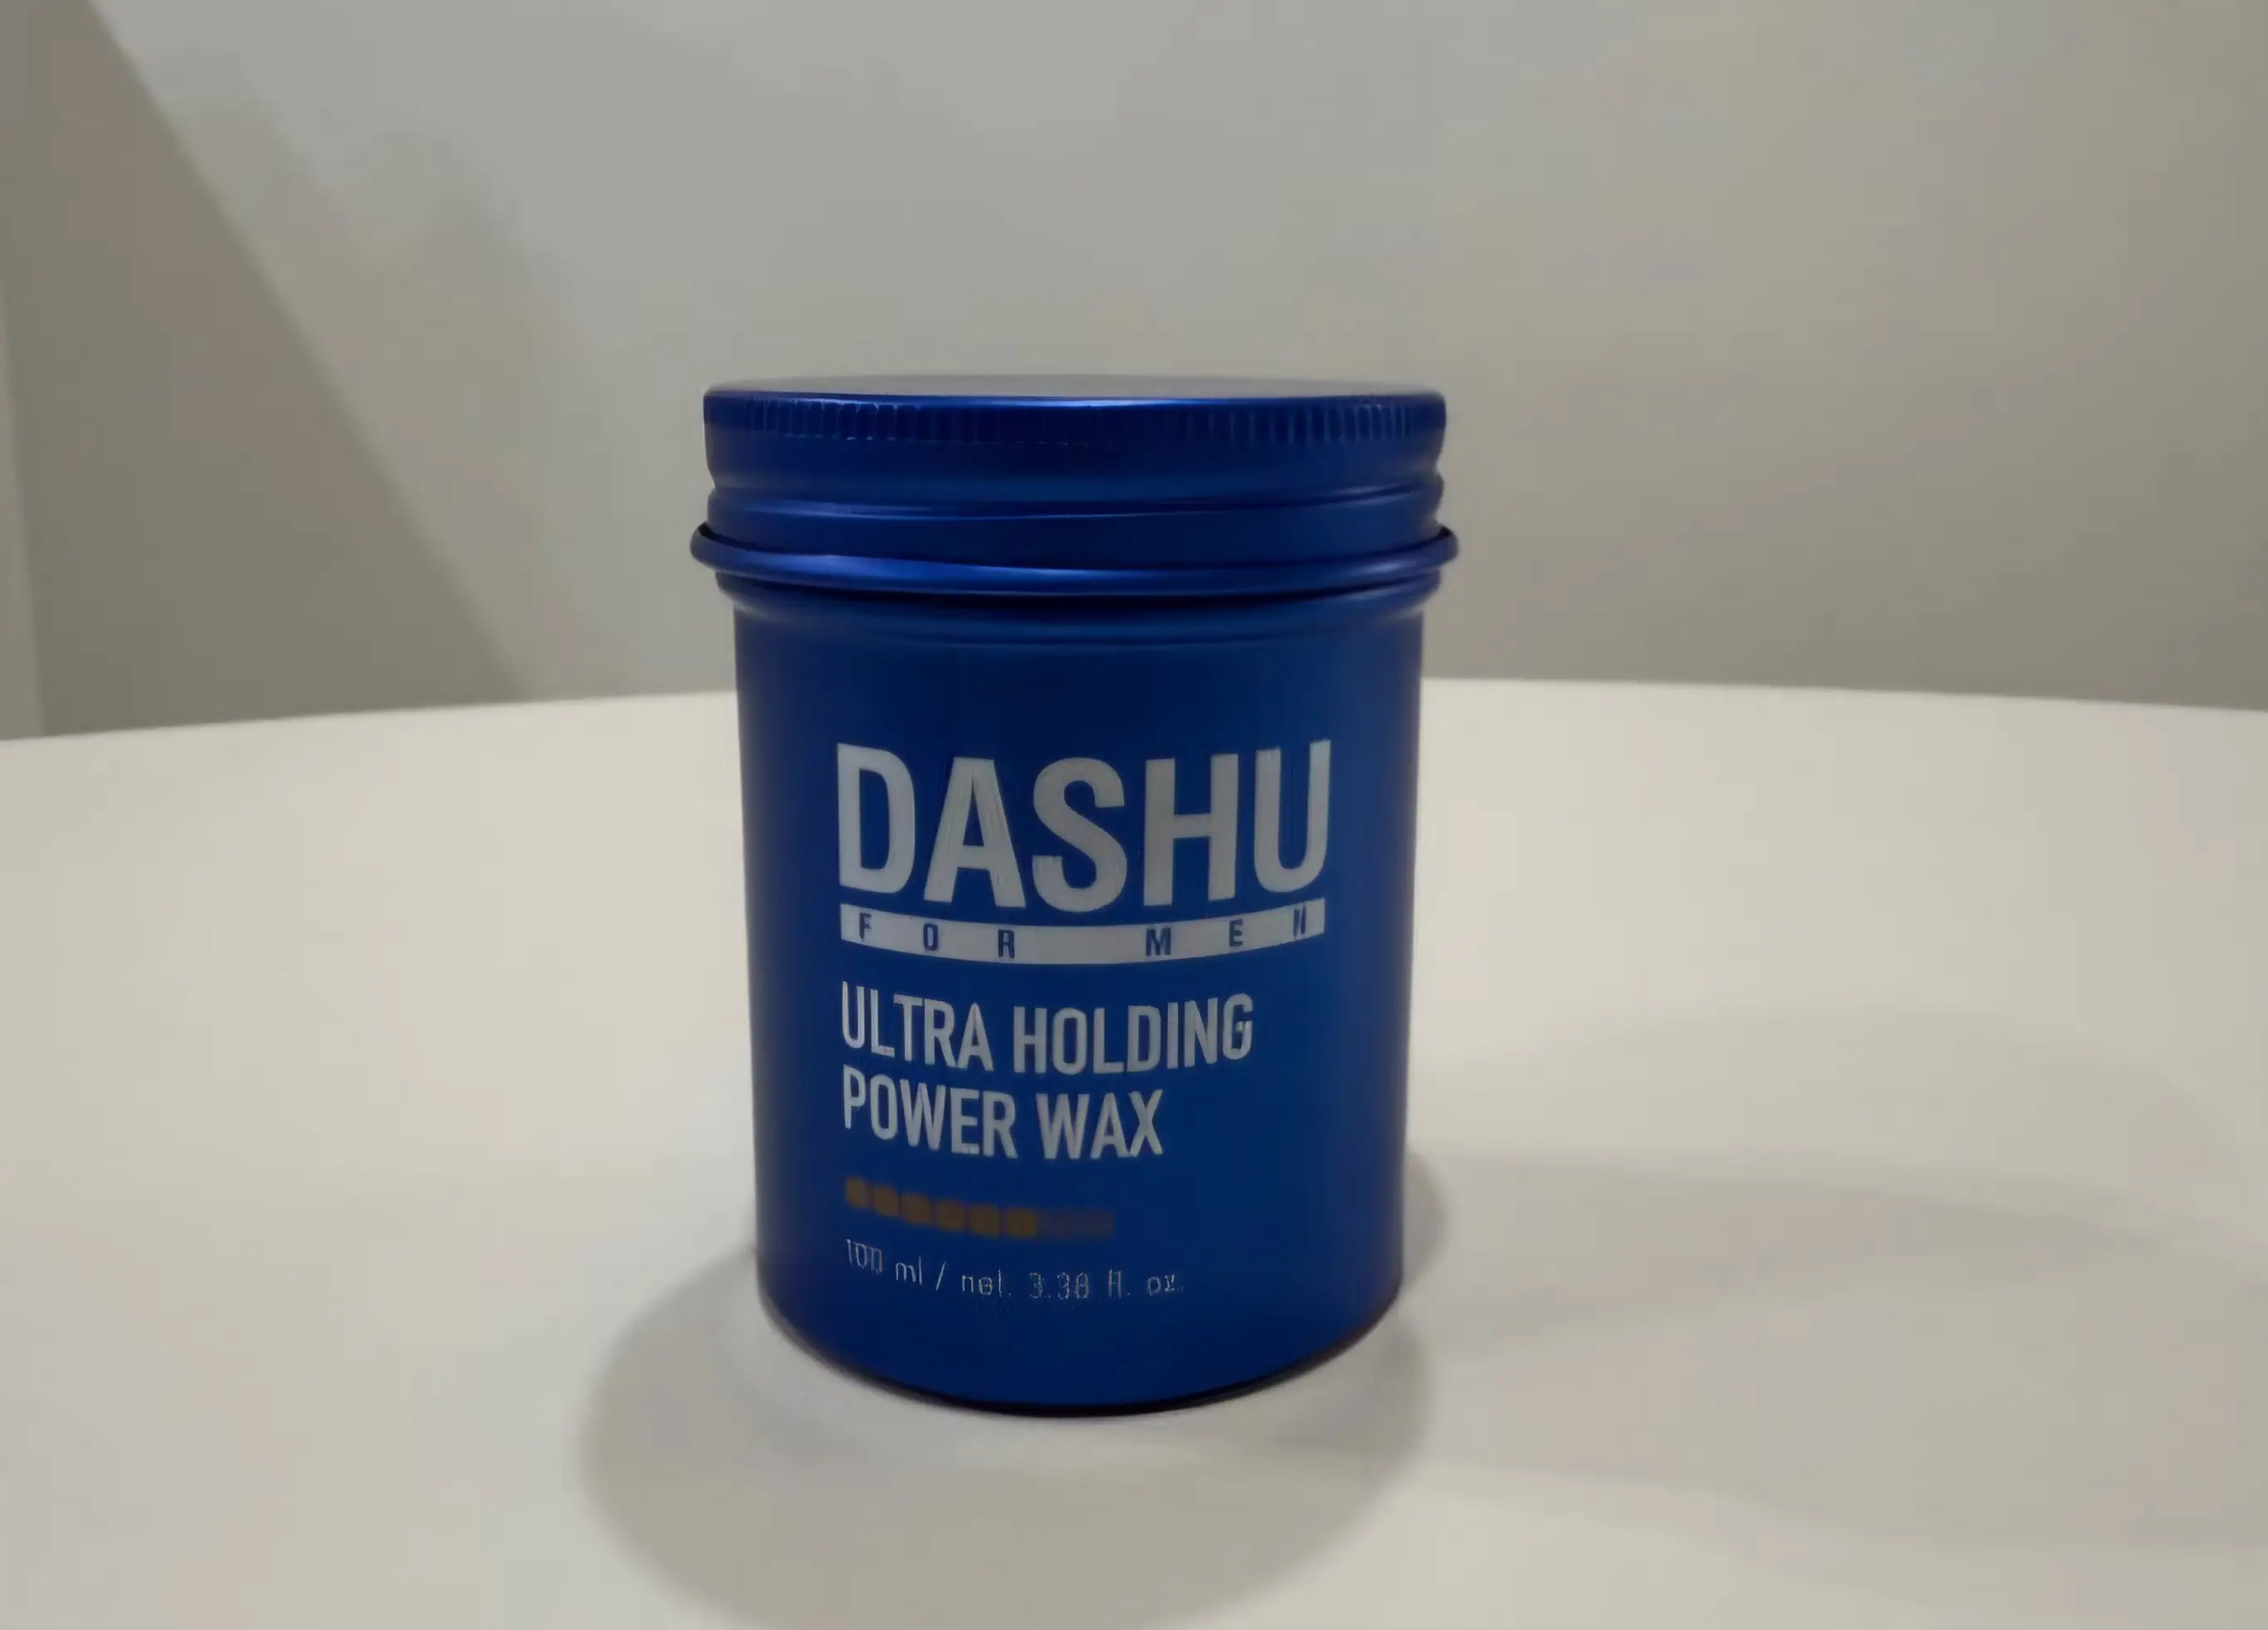 DASHU
FOR MEN
ULTRA HOLDING
POWER WAX
100 ml / net. 3.38 fl. oz.